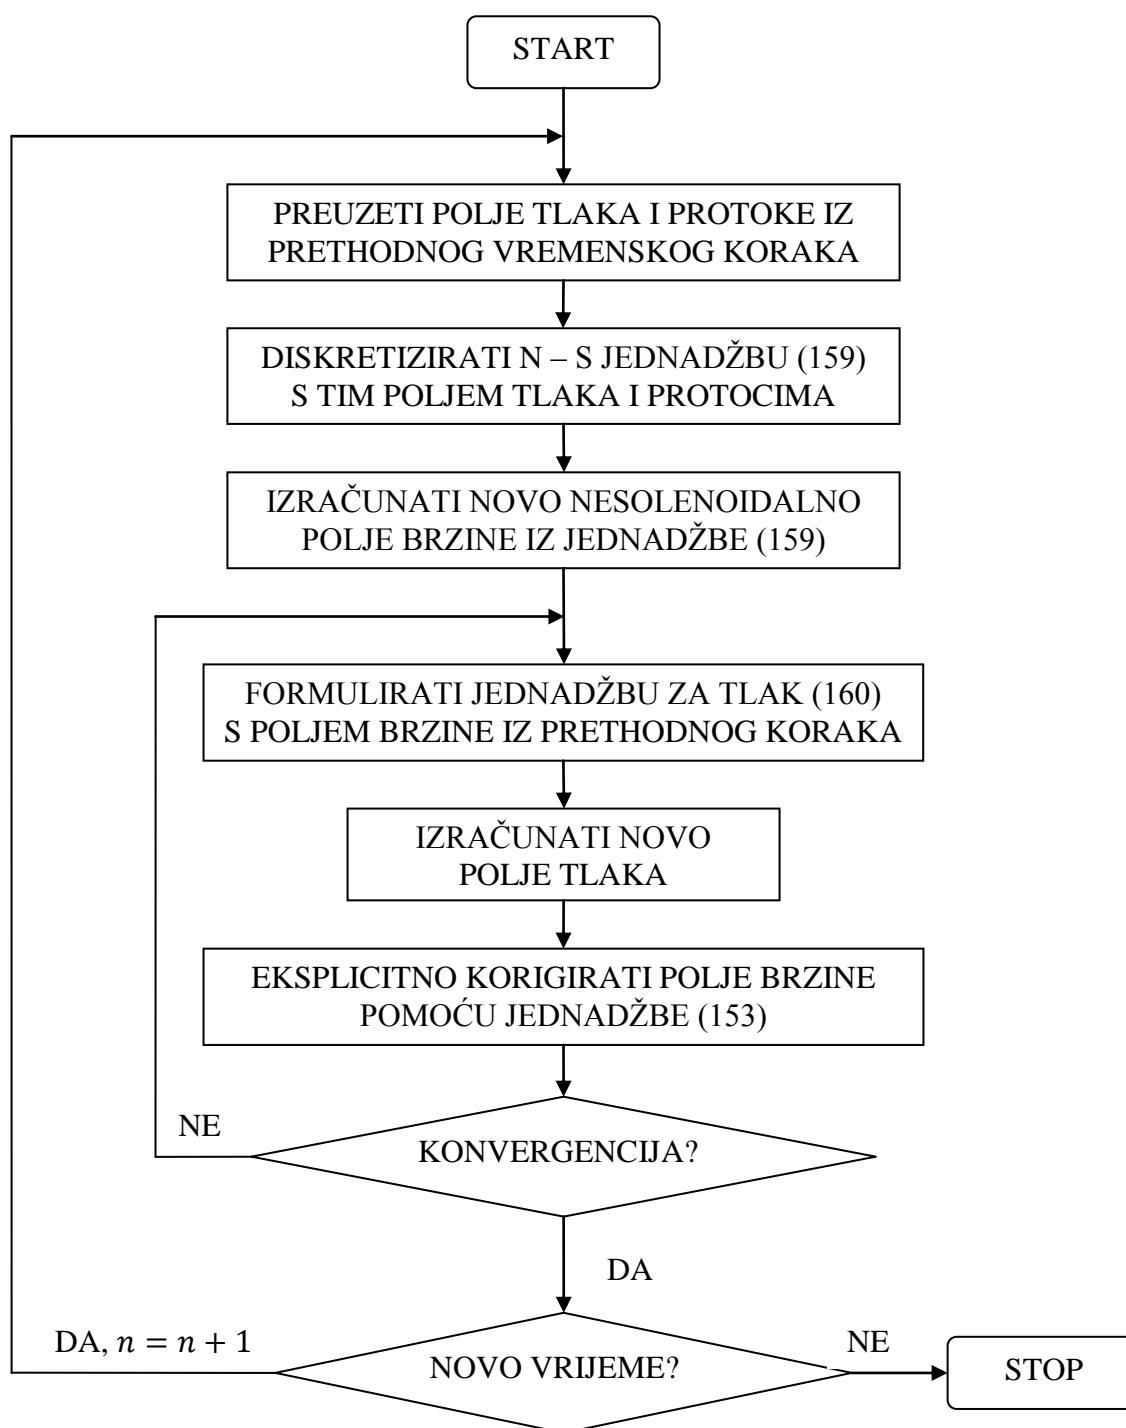 START
PREUZETI POLJE TLAKA I PROTOKE IZ
PRETHODNOG VREMENSKOG KORAKA
DISKRETIZIRATI N – S JEDNADŽBU (159)
S TIM POLJEM TLAKA I PROTOCIMA
IZRAČUNATI NOVO NESOLENOIDALNO
POLJE BRZINE IZ JEDNADŽBE (159)
FORMULIRATI JEDNADŽBU ZA TLAK (160)
S POLJEM BRZINE IZ PRETHODNOG KORAKA
IZRAČUNATI NOVO
POLJE TLAKA
EKSPLICITNO KORIGIRATI POLJE BRZINE
POMOĆU JEDNADŽBE (153)
NE
KONVERGENCIJA?
DA
DA, n = n + 1
NOVO VRIJEME?
NE
STOP